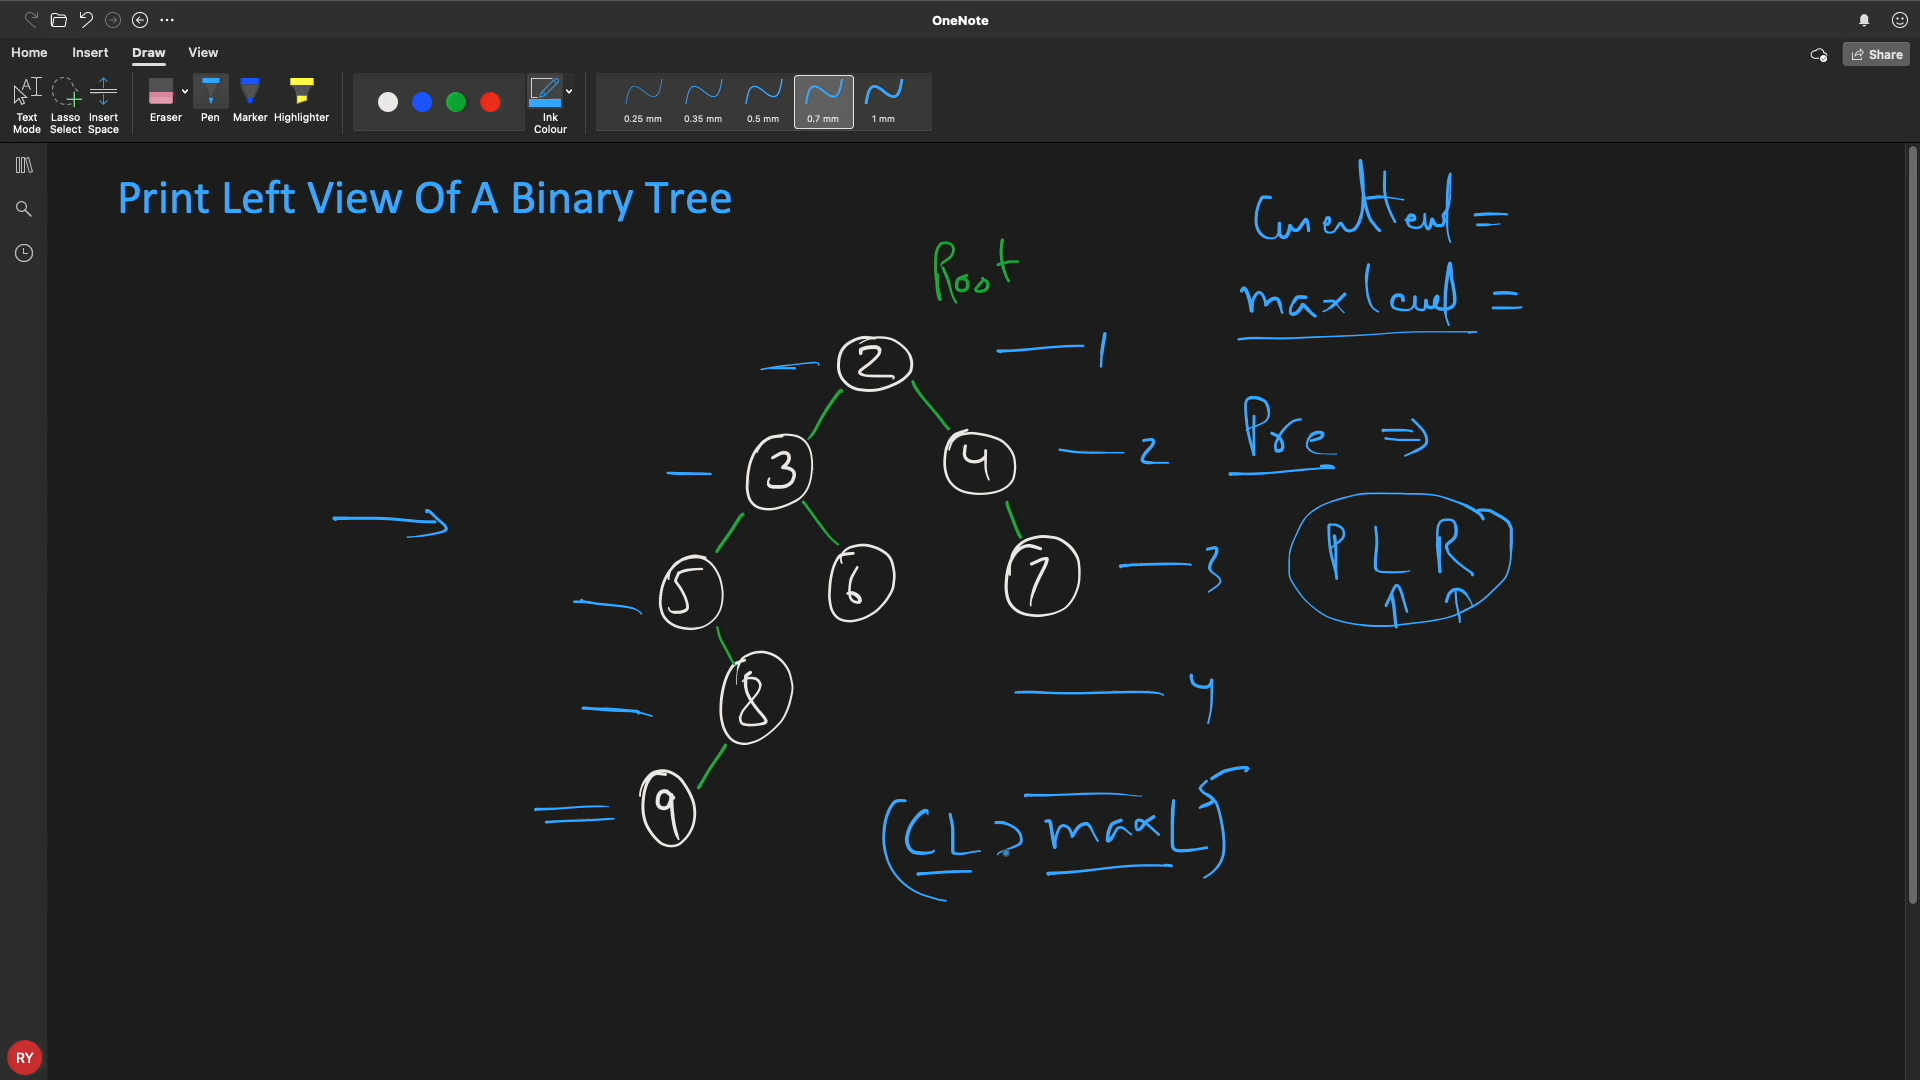 OneNote
Home Insert Draw View
Share
Text Mode
Lasso Select
Insert Space
Eraser
Pen
Marker
Highlighter
Ink Colour
0.25 mm
0.35 mm
0.5 mm
0.7 mm
1 mm
Print Left View Of A Binary Tree
=
max level =
Root
2
1
3
4
2
Pre ⇒
5
6
7
3
P L R
8
4
9
(CL > maxL)
RY